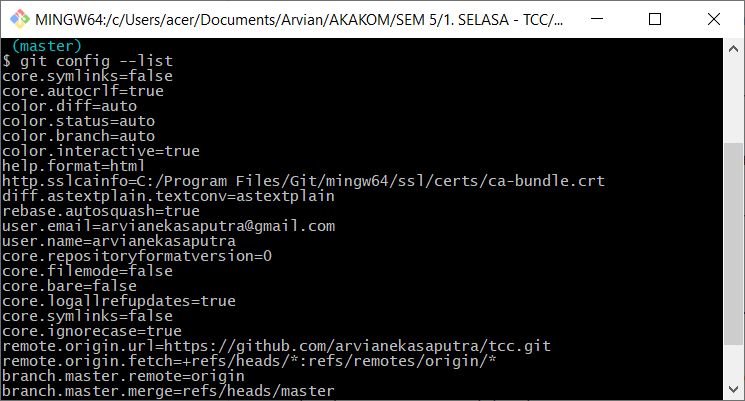 MINGW64:/c/Users/acer/Documents/Arvian/AKAKOM/SEM 5/1. SELASA - TCC/...
(master)
$ git config --list
core.symlinks=false
core.autocrlf=true
color.diff=auto
color.status=auto
color.branch=auto
color.interactive=true
help.format=html
http.sslcainfo=C:/Program Files/Git/mingw64/ssl/certs/ca-bundle.crt
diff.astextplain.textconv=astextplain
rebase.autosquash=true
user.email=arvianekasaputra@gmail.com
user.name=arvianekasaputra
core.repositoryformatversion=0
core.filemode=false
core.bare=false
core.logallrefupdates=true
core.symlinks=false
core.ignorecase=true
remote.origin.url=https://github.com/arvianekasaputra/tcc.git
remote.origin.fetch=+refs/heads/*:refs/remotes/origin/*
branch.master.remote=origin
branch.master.merge=refs/heads/master